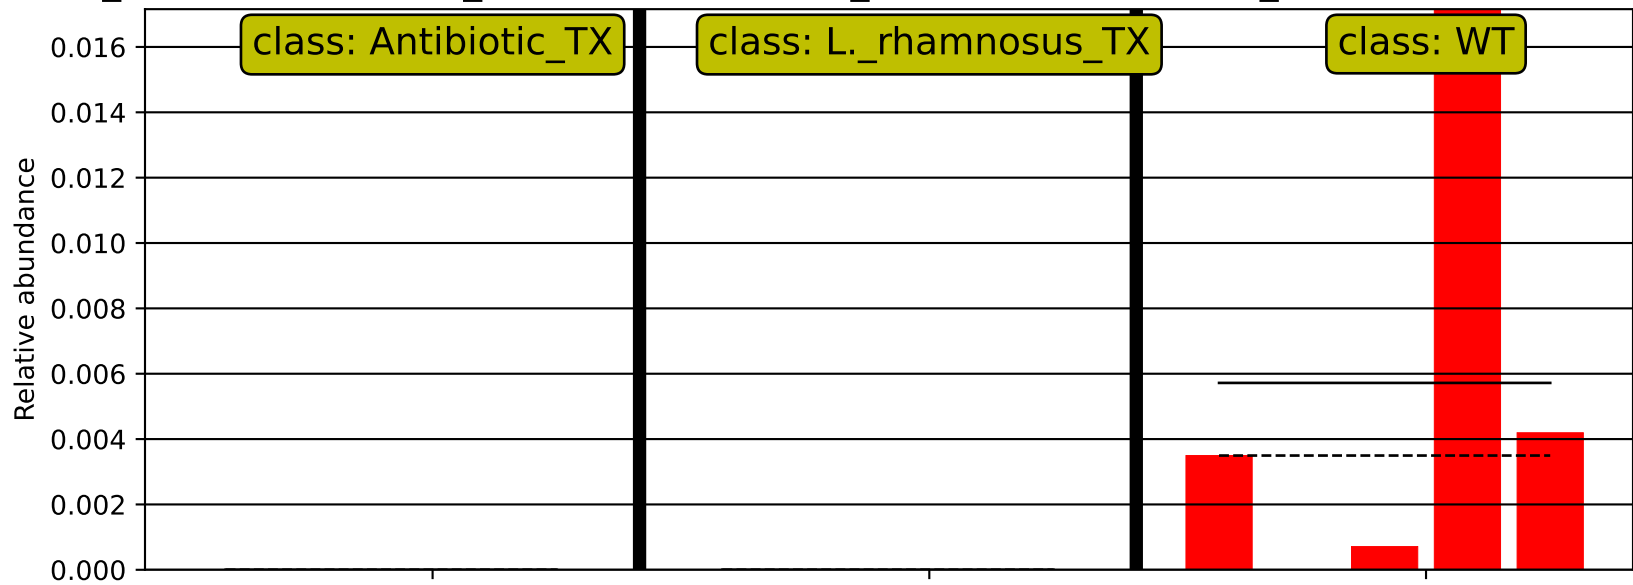 class: Antibiotic_TX
class: L._rhamnosus_TX
class: WT
Relative abundance
0.016
0.014
0.012
0.010
0.008
0.006
0.004
0.002
0.000